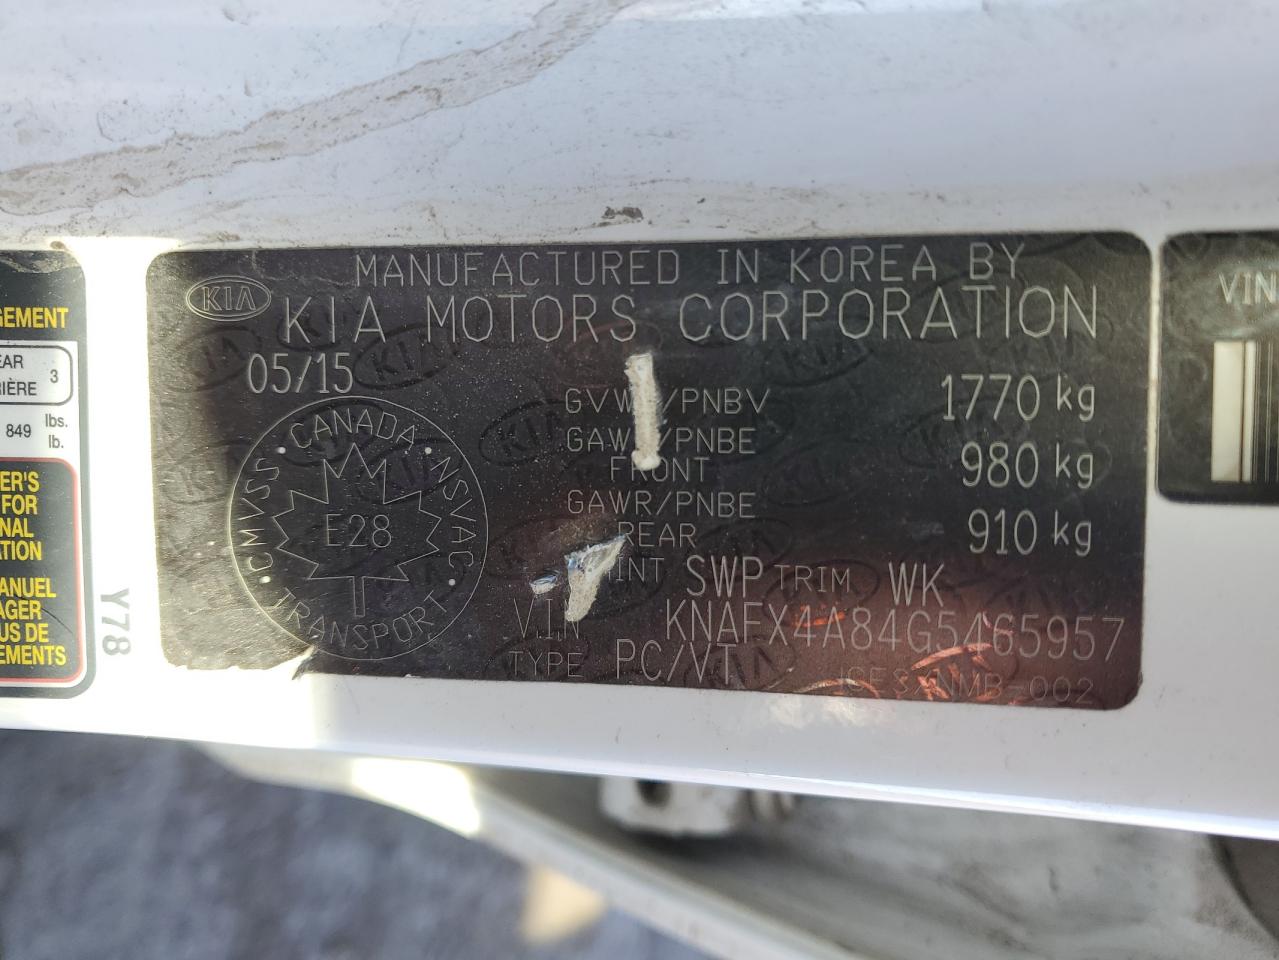 GEMENT
EAR
RIÈRE 3
849 lbs.
lb.
ER'S
FOR
NAL
ATION
MANUEL
AGER
US DE
EMENTS
Y78
KIA
MANUFACTURED IN KOREA BY
KIA MOTORS CORPORATION
05/15
GVW /PNBV 1770 kg
GAW /PNBE
FRONT 980 kg
GAWR/PNBE
REAR 910 kg
INT SWP TRIM WK
V.I.N KNAFX4A84G5465957
TYPE PC/VT
CANADA
CMVSS NSVAC
E28
T
TRANSPORT
VIN